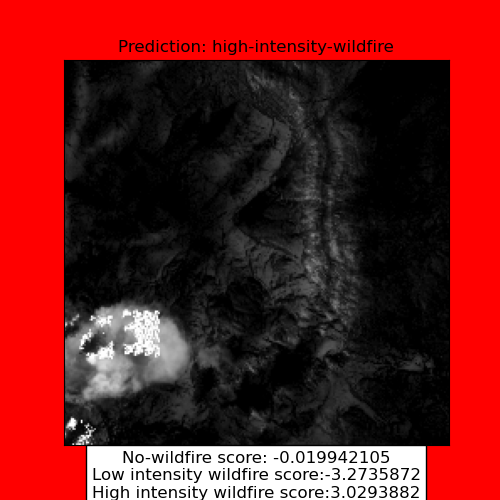 Prediction: high-intensity-wildfire
No-wildfire score: -0.019942105
Low intensity wildfire score:-3.2735872
High intensity wildfire score:3.0293882